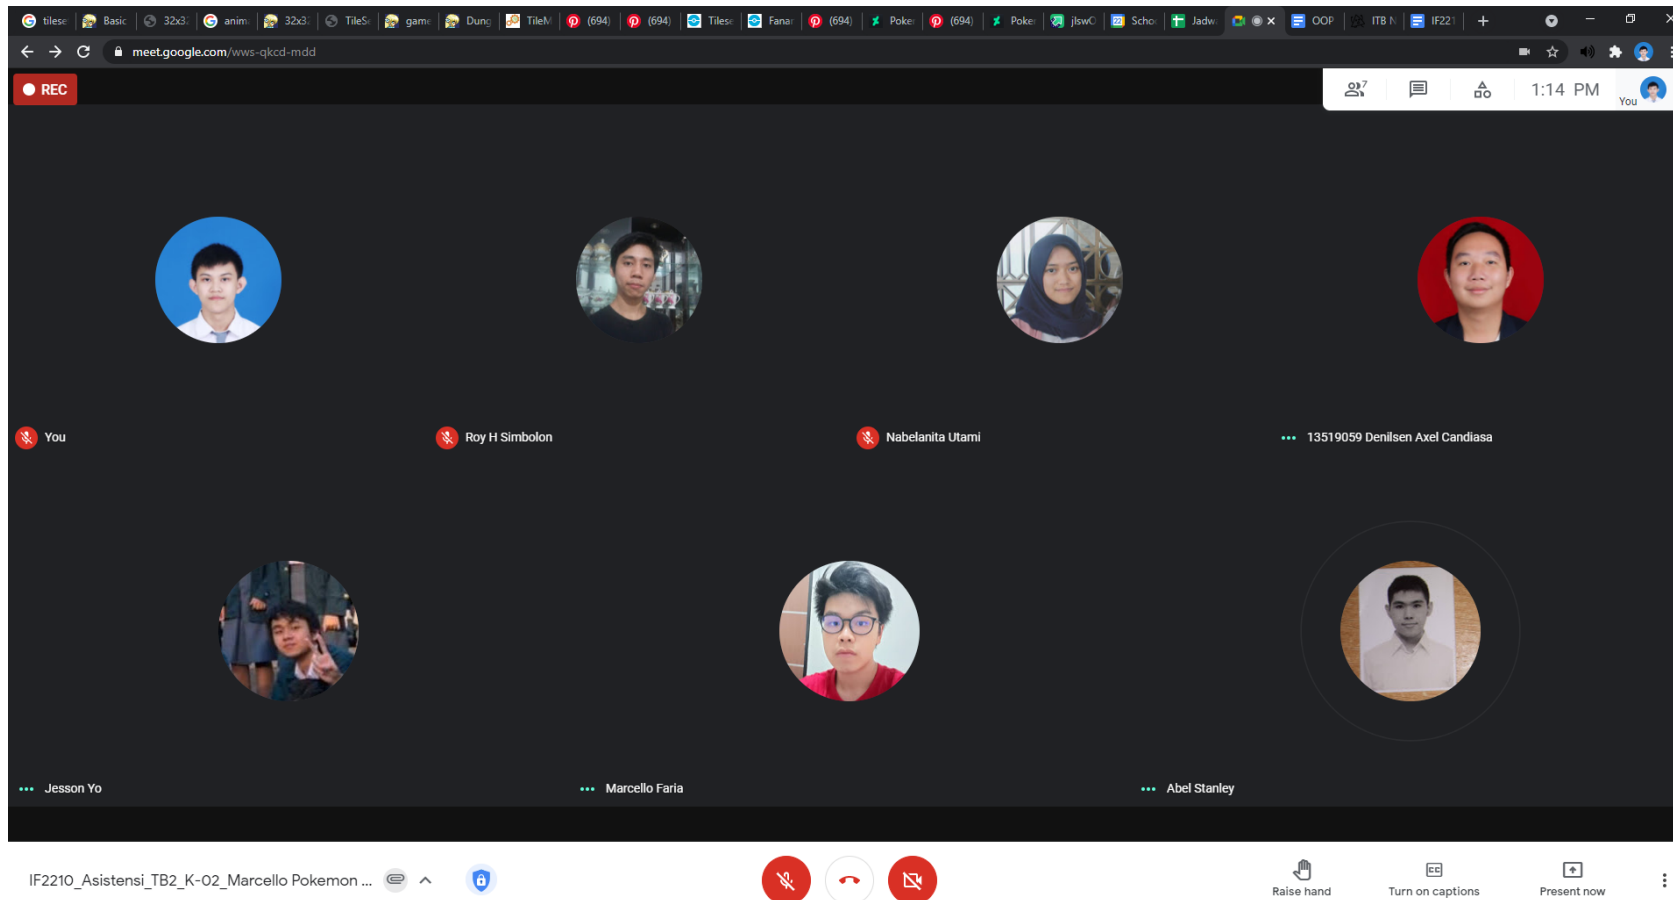 tilese Basic 32x3 anim 32x3 TileS game Dung TileM (694) (694) Tilese Fanar (694) Poke (694) Poke jlswO Schoo Jadw OOP ITB N IF221
meet.google.com/wws-qkcd-mdd
REC 7 1:14 PM You
You Roy H Simbolon Nabelanita Utami 13519059 Denilsen Axel Candiasa
Jesson Yo Marcello Faria Abel Stanley
IF2210_Asistensi_TB2_K-02_Marcello Pokemon ... Raise hand Turn on captions Present now